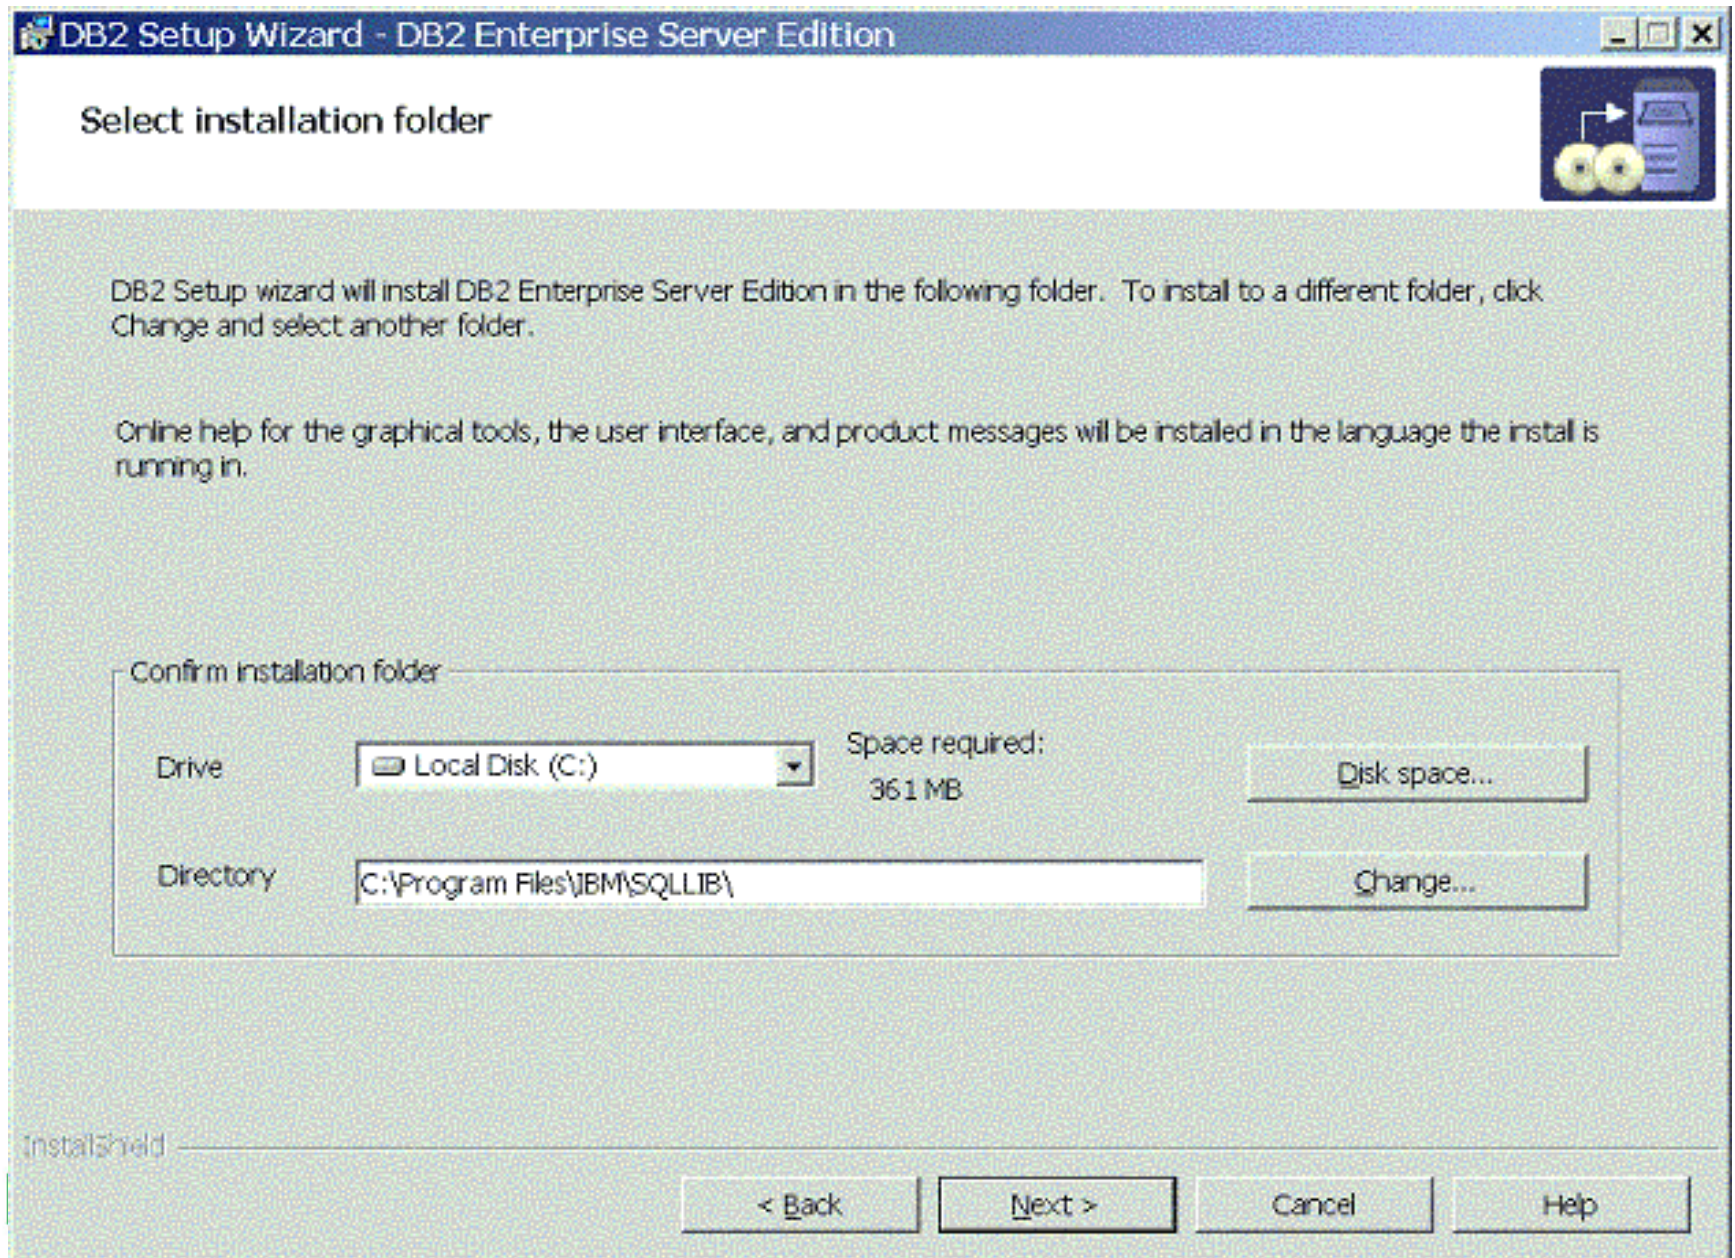 DB2 Setup Wizard - DB2 Enterprise Server Edition
Select installation folder
DB2 Setup wizard will install DB2 Enterprise Server Edition in the following folder. To install to a different folder, click
Change and select another folder.
Online help for the graphical tools, the user interface, and product messages will be installed in the language the install is
running in.
Confirm installation folder
Drive
Local Disk (C:)
Space required:
361 MB
Disk space...
Directory
C:\Program Files\IBM\SQLLIB\
Change...
InstallShield
< Back
Next >
Cancel
Help